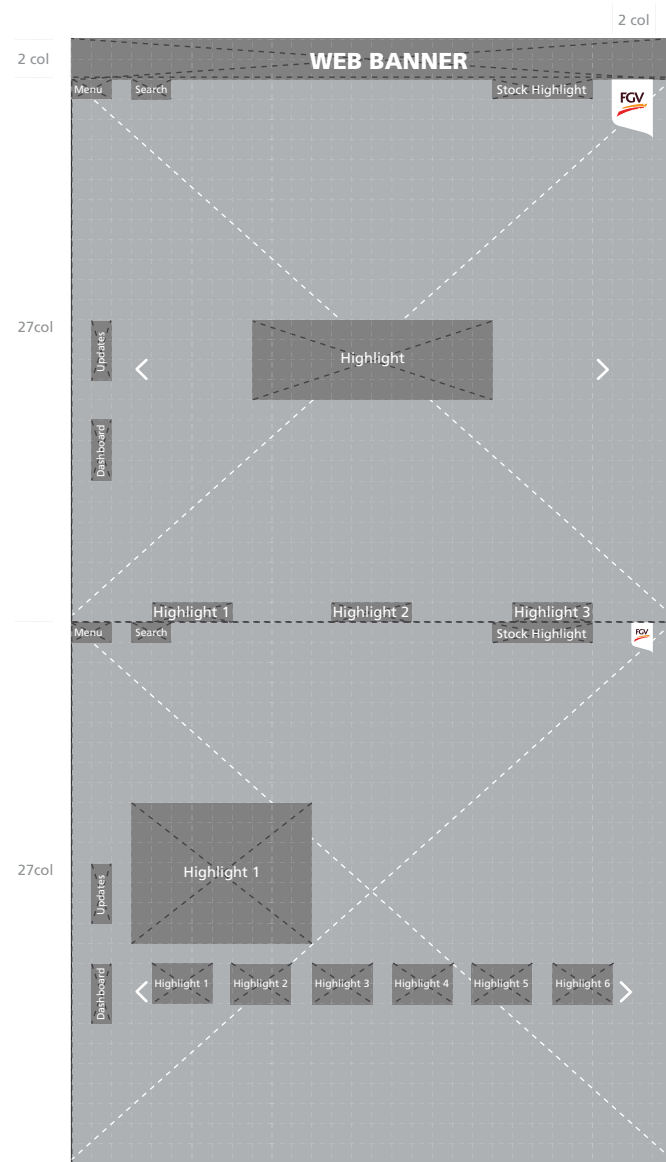 2 col
2 col
WEB BANNER
Menu
Search
Stock Highlight
FGV
27col
Updates
Highlight
Dashboard
Highlight 1
Highlight 2
Highlight 3
Menu
Search
Stock Highlight
FGV
27col
Highlight 1
Updates
Dashboard
Highlight 1
Highlight 2
Highlight 3
Highlight 4
Highlight 5
Highlight 6